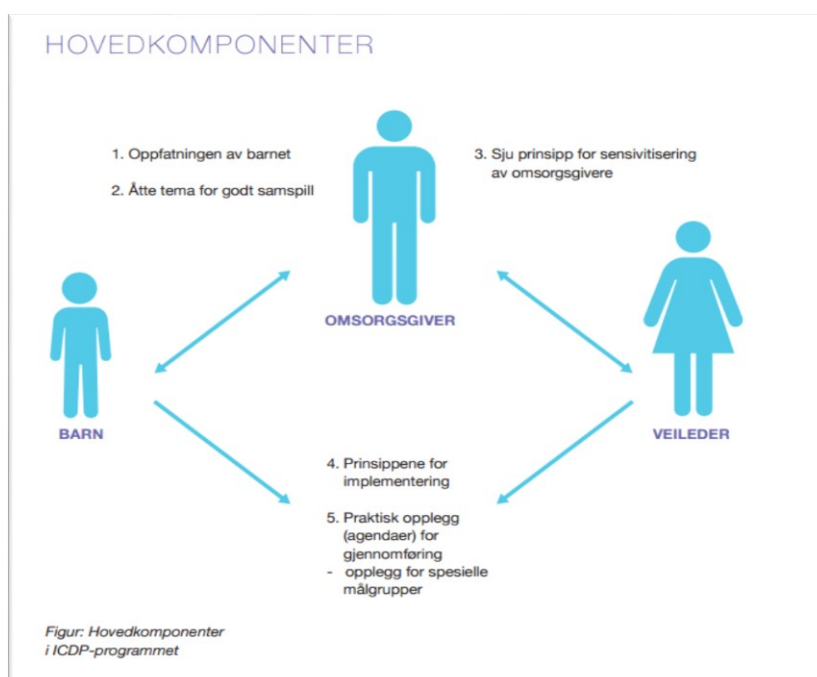 HOVEDKOMPONENTER
1. Oppfatningen av barnet
2. Åtte tema for godt samspill
3. Sju prinsipp for sensivitisering
av omsorgsgivere
OMSORGSGIVER
BARN
VEILEDER
4. Prinsippene for
implementering
5. Praktisk opplegg
(agendaer) for
gjennomføring
- opplegg for spesielle
målgrupper
Figur: Hovedkomponenter
i ICDP-programmet